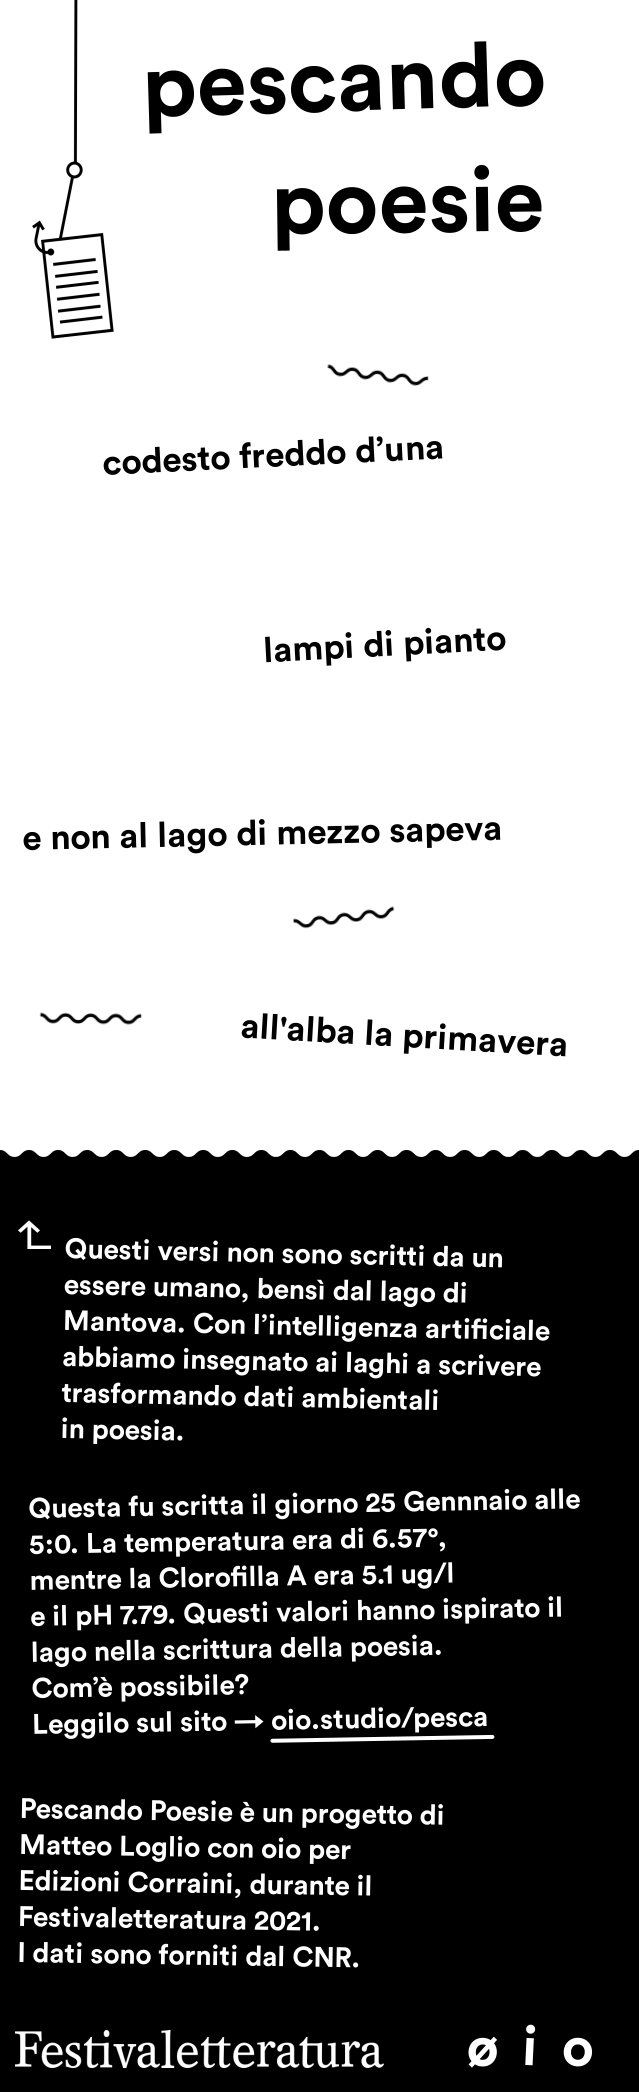 pescando
poesie
codesto freddo d’una
lampi di pianto
e non al lago di mezzo sapeva
all'alba la primavera
Questi versi non sono scritti da un
essere umano, bensì dal lago di
Mantova. Con l’intelligenza artificiale
abbiamo insegnato ai laghi a scrivere
trasformando dati ambientali
in poesia.
Questa fu scritta il giorno 25 Gennnaio alle
5:0. La temperatura era di 6.57°,
mentre la Clorofilla A era 5.1 ug/l
e il pH 7.79. Questi valori hanno ispirato il
lago nella scrittura della poesia.
Com’è possibile?
Leggilo sul sito → oio.studio/pesca
Pescando Poesie è un progetto di
Matteo Loglio con oio per
Edizioni Corraini, durante il
Festivaletteratura 2021.
I dati sono forniti dal CNR.
Festivaletteratura øio